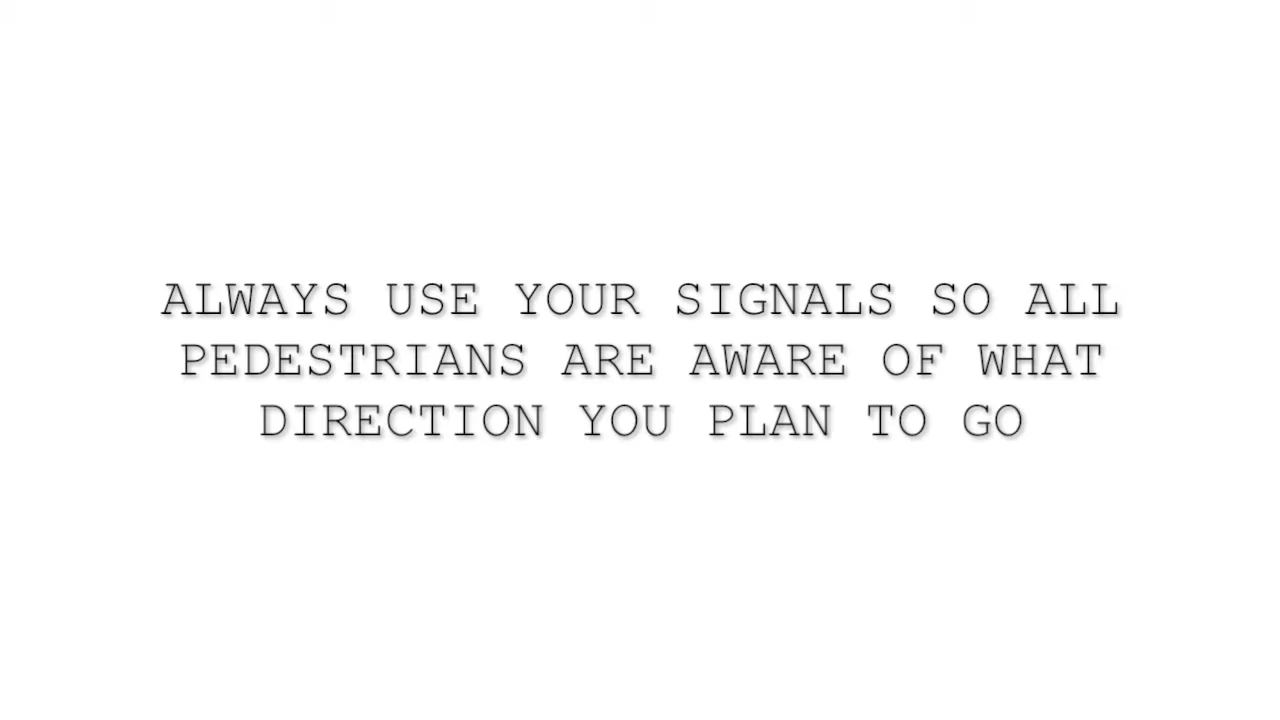 ALWAYS USE YOUR SIGNALS SO ALL
PEDESTRIANS ARE AWARE OF WHAT
DIRECTION YOU PLAN TO GO